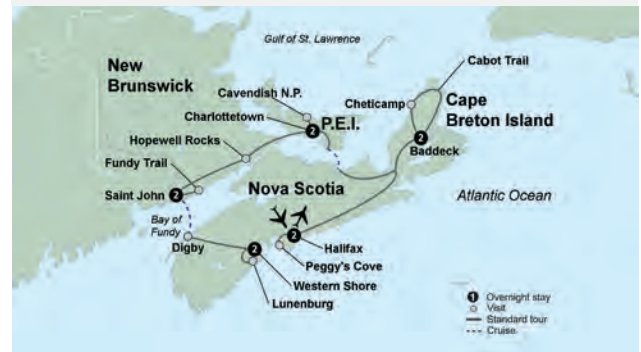 Gulf of St. Lawrence
New
Brunswick
Cabot Trail
Cavendish N.P.
Cheticamp
Cape
Breton Island
Charlottetown
2
P.E.I.
Hopewell Rocks
2
Baddeck
Fundy Trail
Saint John
2
Nova Scotia
Atlantic Ocean
Bay of
Fundy
Digby
2
2
Halifax
Peggy's Cove
Western Shore
Lunenburg
1 Overnight stay
Visit
Standard tour
Cruise